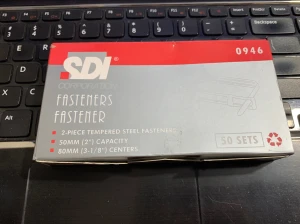 0946
SDI®
CORPORATION
FASTENERS
FASTENER
• 2-PIECE TEMPERED STEEL FASTENERS
• 50MM (2") CAPACITY
• 80MM (3-1/8") CENTERS
50 SETS